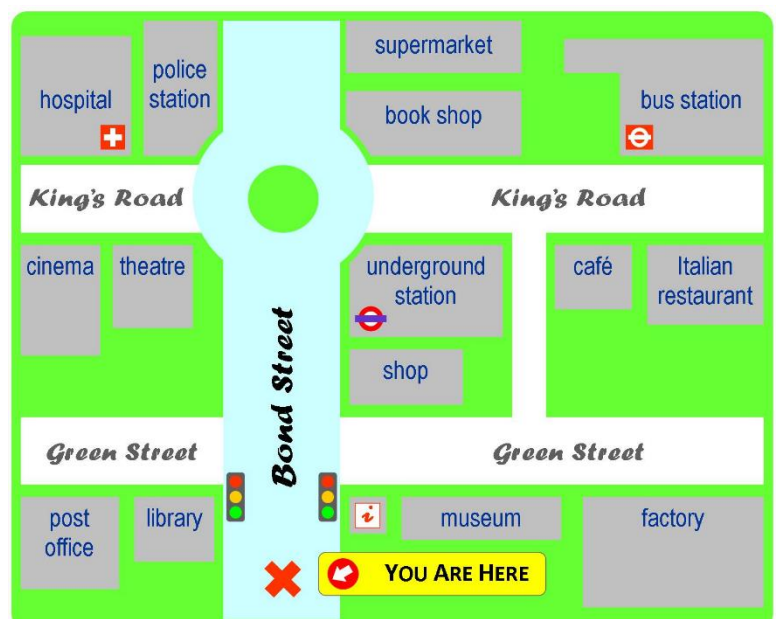 hospital
police
station
supermarket
book shop
bus station
King's Road
King's Road
cinema
theatre
underground
station
café
Italian
restaurant
shop
Bond Street
Green Street
Green Street
post
office
library
i
museum
factory
YOU ARE HERE